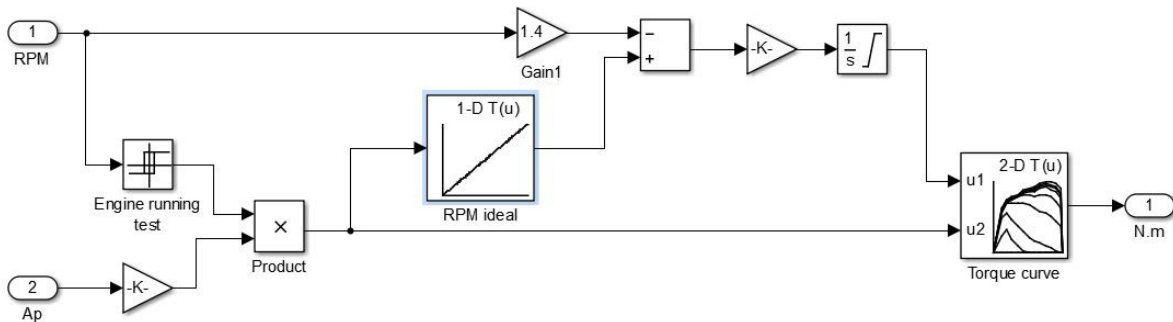 1
RPM
1.4
Gain1
−
+
-K-
1
s
1-D T(u)
RPM ideal
Engine running
test
×
Product
2-D T(u)
u1
u2
Torque curve
1
N.m
2
Ap
-K-